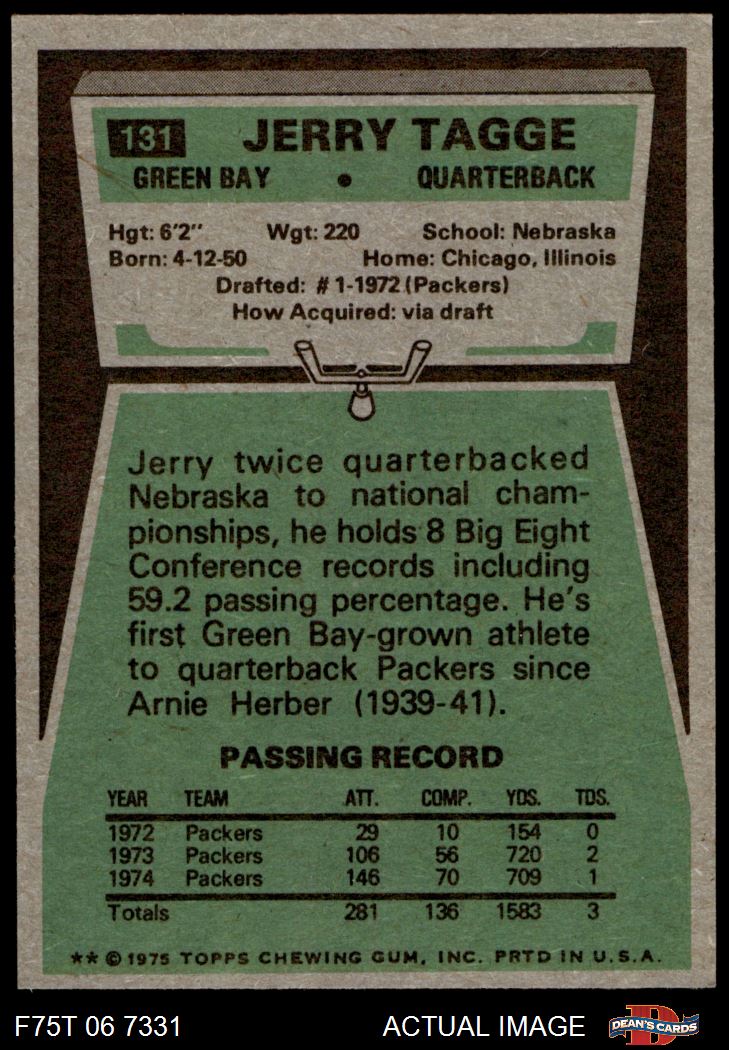 131 JERRY TAGGE
GREEN BAY • QUARTERBACK
Hgt: 6'2" Wgt: 220 School: Nebraska
Born: 4-12-50 Home: Chicago, Illinois
Drafted: #1-1972 (Packers)
How Acquired: via draft
Jerry twice quarterbacked
Nebraska to national cham-
pionships, he holds 8 Big Eight
Conference records including
59.2 passing percentage. He's
first Green Bay-grown athlete
to quarterback Packers since
Arnie Herber (1939-41).
PASSING RECORD
YEAR TEAM ATT. COMP. YDS. TDS.
1972 Packers 29 10 154 0
1973 Packers 106 56 720 2
1974 Packers 146 70 709 1
Totals 281 136 1583 3
** © 1975 TOPPS CHEWING GUM, INC. PRTD IN U.S.A.
F75T 06 7331 ACTUAL IMAGE D DEAN'S CARDS